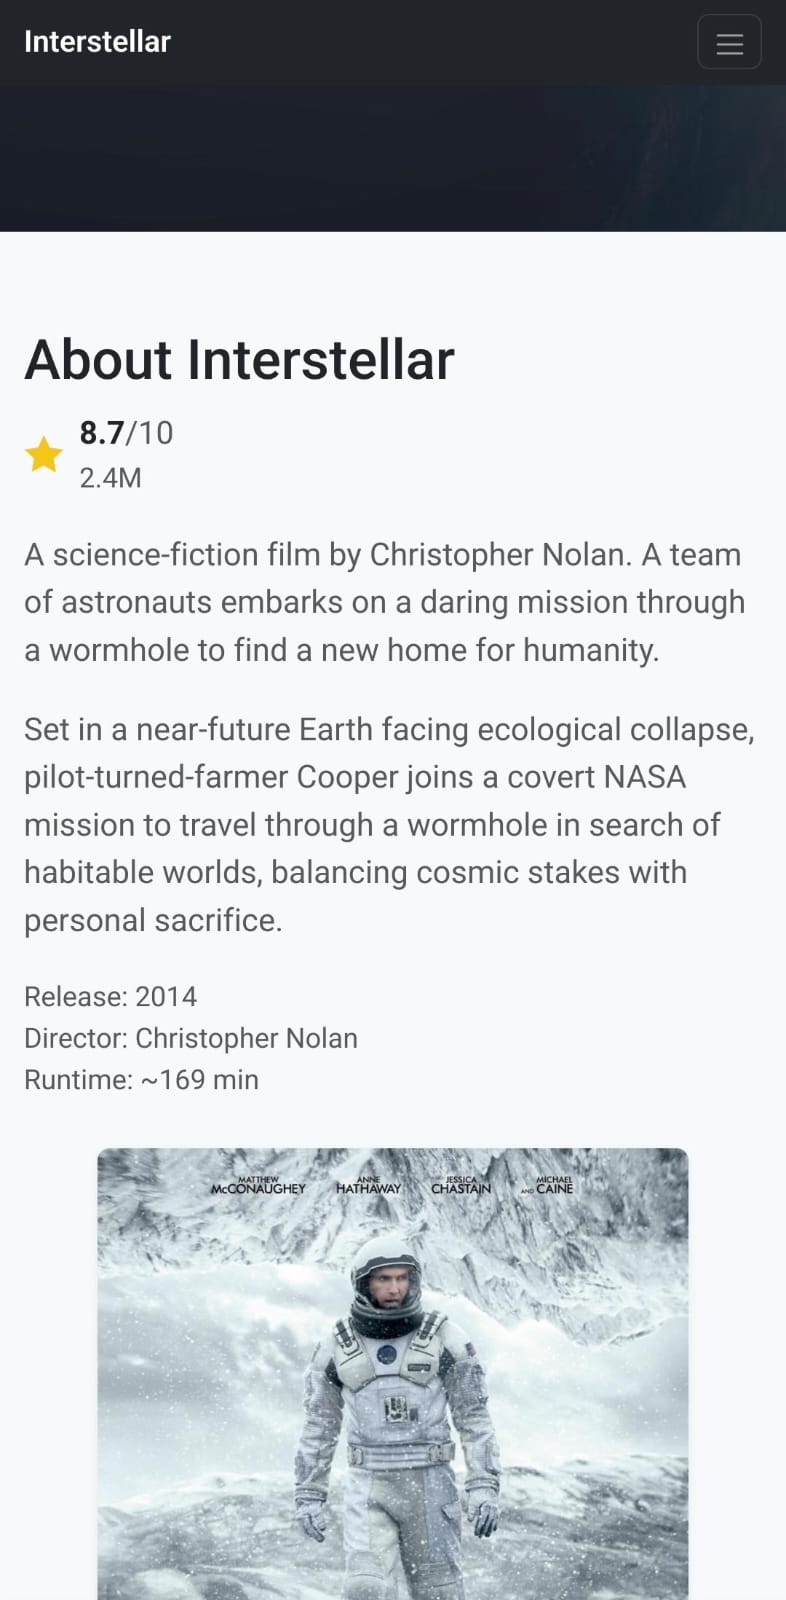 Interstellar
About Interstellar
8.7/10
2.4M
A science-fiction film by Christopher Nolan. A team
of astronauts embarks on a daring mission through
a wormhole to find a new home for humanity.
Set in a near-future Earth facing ecological collapse,
pilot-turned-farmer Cooper joins a covert NASA
mission to travel through a wormhole in search of
habitable worlds, balancing cosmic stakes with
personal sacrifice.
Release: 2014
Director: Christopher Nolan
Runtime: ~169 min
MATTHEW McCONAUGHEY ANNE HATHAWAY JESSICA CHASTAIN AND MICHAEL CAINE